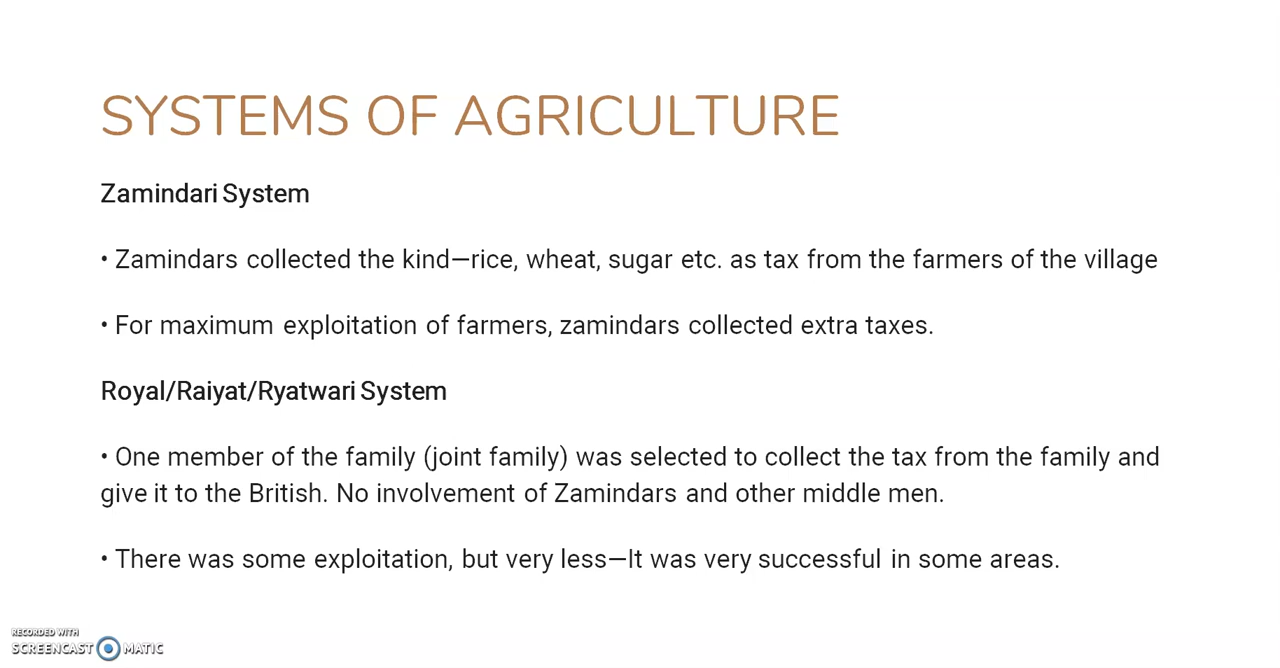 SYSTEMS OF AGRICULTURE
Zamindari System
• Zamindars collected the kind—rice, wheat, sugar etc. as tax from the farmers of the village
• For maximum exploitation of farmers, zamindars collected extra taxes.
Royal/Raiyat/Ryatwari System
• One member of the family (joint family) was selected to collect the tax from the family and
give it to the British. No involvement of Zamindars and other middle men.
• There was some exploitation, but very less—It was very successful in some areas.
RECORDED WITH
SCREENCAST MATIC